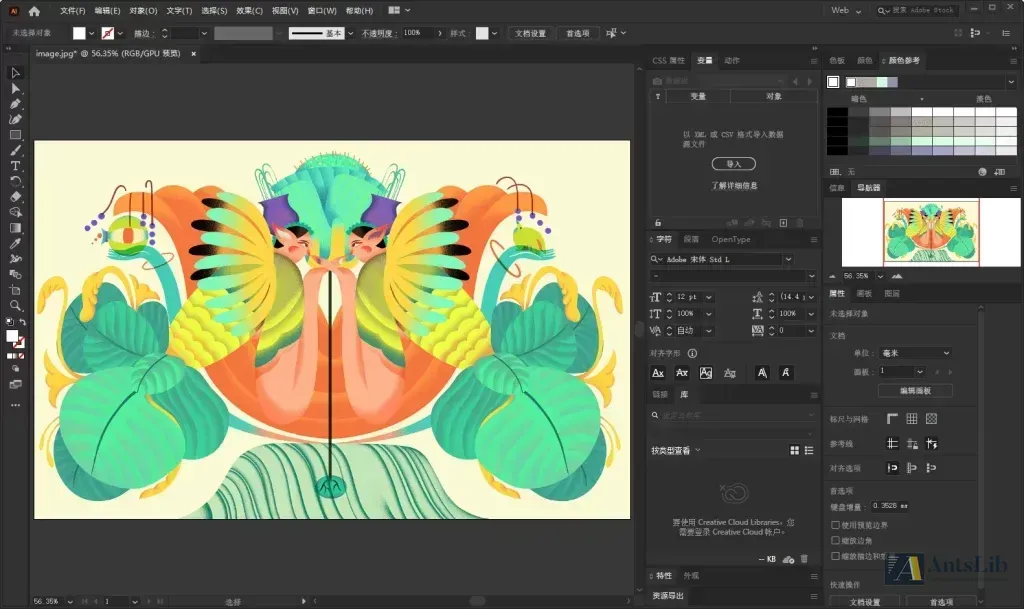 Ai 文件(F) 编辑(E) 对象(O) 文字(T) 选择(S) 效果(C) 视图(V) 窗口(W) 帮助(H) Web 搜索 Adobe Stock
未选择对象 描边: 基本 不透明度: 100% 样式: 文档设置 首选项
image.jpg* @ 56.35% (RGB/GPU 预览) ×
CSS 属性 变量 动作
变量 对象
以 XML 或 CSV 格式导入数据
源文件
导入
了解详细信息
字符 段落 OpenType
Adobe 宋体 Std L
-
12 pt (14.4
100% 100%
自动 0
对齐字形
链接 库
按类型查看
要使用 Creative Cloud Libraries，您
需要登录 Creative Cloud 帐户。
-- KB
特性 外观
资源导出
色板 颜色 颜色参考
暗色 淡色
无
信息 导航器
56.35%
属性 画板 图层
未选择对象
文档
单位: 毫米
画板: 1
编辑画板
标尺与网格
参考线
对齐选项
首选项
键盘增量: 0.3528 mm
使用预览边界
缩放边角
缩放描边和
AntsLib
快速操作
文档设置 首选项
56.35% 1 选择